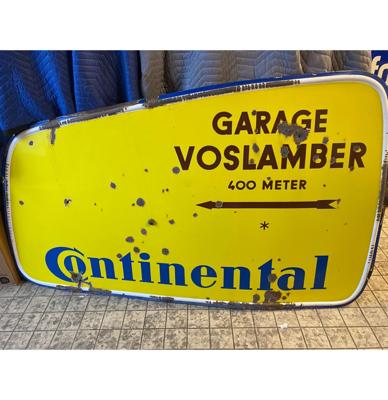 GARAGE
VOSLAMBER
400 METER
*
Continental